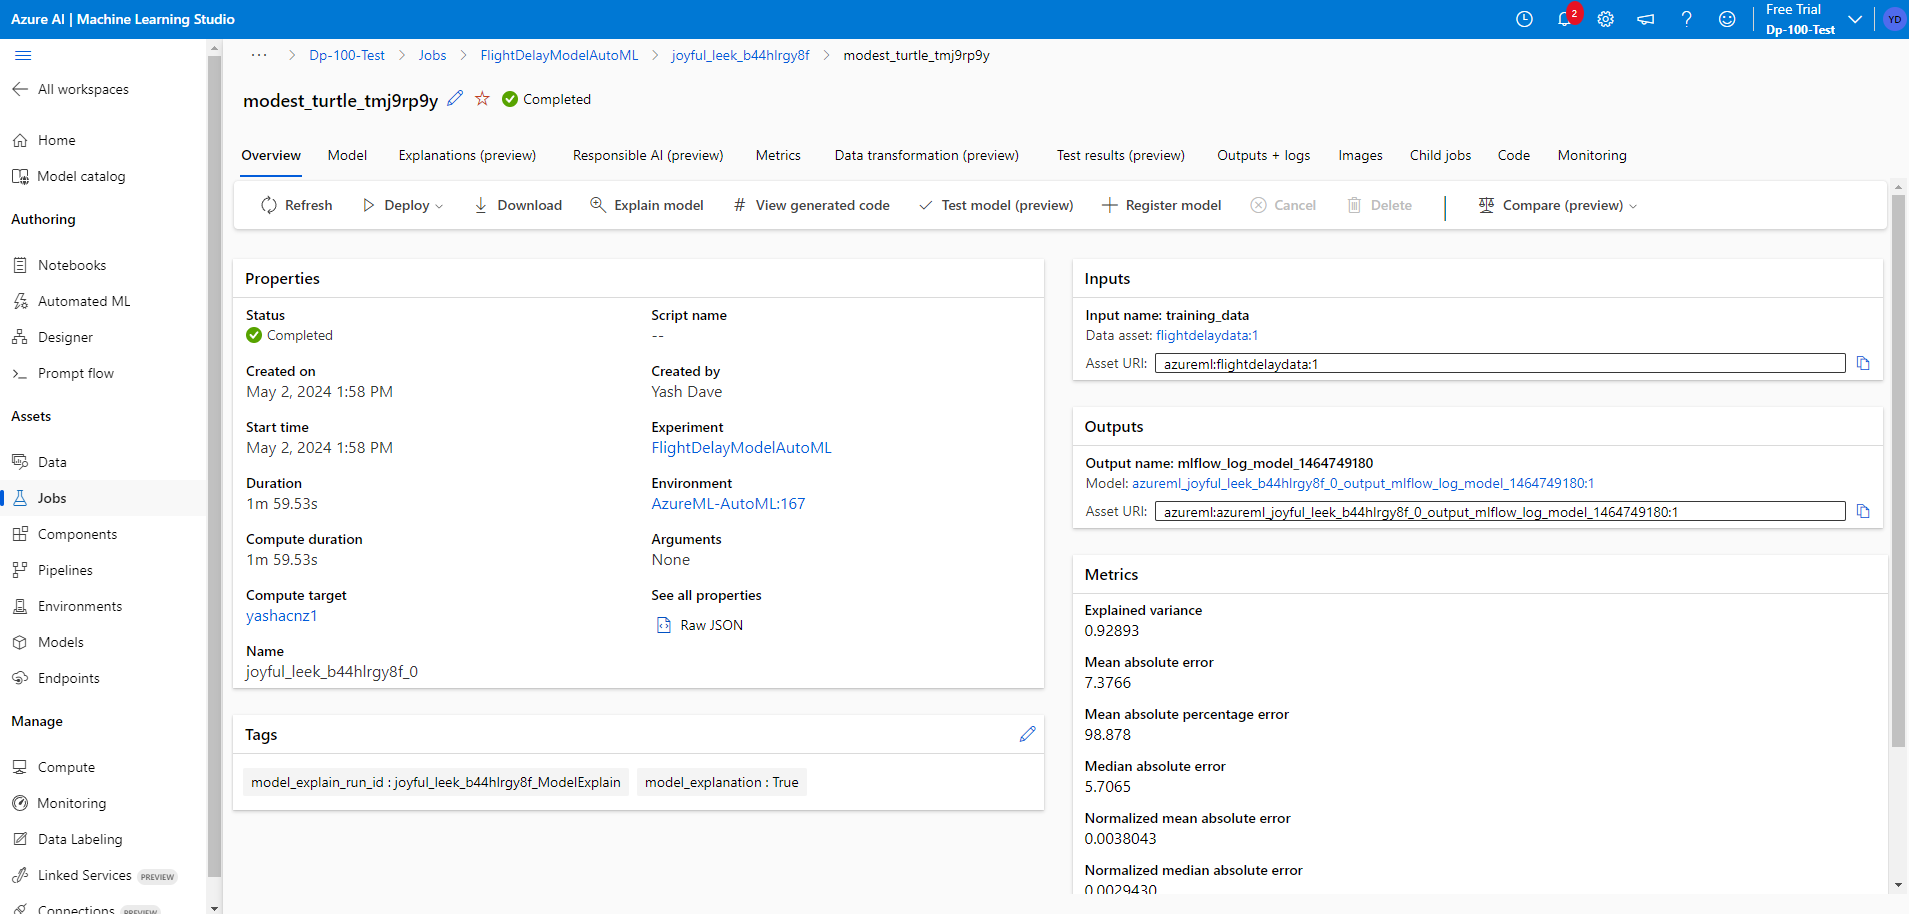 Azure AI | Machine Learning Studio
2
Free Trial
Dp-100-Test
YD
All workspaces
Home
Model catalog
Authoring
Notebooks
Automated ML
Designer
Prompt flow
Assets
Data
Jobs
Components
Pipelines
Environments
Models
Endpoints
Manage
Compute
Monitoring
Data Labeling
Linked Services PREVIEW
Connections PREVIEW
··· > Dp-100-Test > Jobs > FlightDelayModelAutoML > joyful_leek_b44hlrgy8f > modest_turtle_tmj9rp9y
modest_turtle_tmj9rp9y Completed
Overview Model Explanations (preview) Responsible AI (preview) Metrics Data transformation (preview) Test results (preview) Outputs + logs Images Child jobs Code Monitoring
Refresh Deploy Download Explain model # View generated code Test model (preview) Register model Cancel Delete Compare (preview)
Properties
Status
Completed
Created on
May 2, 2024 1:58 PM
Start time
May 2, 2024 1:58 PM
Duration
1m 59.53s
Compute duration
1m 59.53s
Compute target
yashacnz1
Name
joyful_leek_b44hlrgy8f_0
Script name
--
Created by
Yash Dave
Experiment
FlightDelayModelAutoML
Environment
AzureML-AutoML:167
Arguments
None
See all properties
Raw JSON
Tags
model_explain_run_id : joyful_leek_b44hlrgy8f_ModelExplain
model_explanation : True
Inputs
Input name: training_data
Data asset: flightdelaydata:1
Asset URI: azureml:flightdelaydata:1
Outputs
Output name: mlflow_log_model_1464749180
Model: azureml_joyful_leek_b44hlrgy8f_0_output_mlflow_log_model_1464749180:1
Asset URI: azureml:azureml_joyful_leek_b44hlrgy8f_0_output_mlflow_log_model_1464749180:1
Metrics
Explained variance
0.92893
Mean absolute error
7.3766
Mean absolute percentage error
98.878
Median absolute error
5.7065
Normalized mean absolute error
0.0038043
Normalized median absolute error
0.0029430